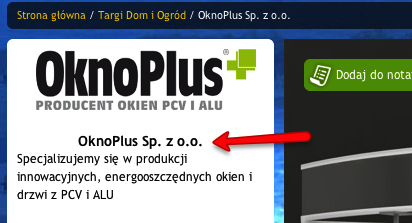 Strona główna / Targi Dom i Ogród / OknoPlus Sp. z o.o.
OknoPlus
PRODUCENT OKIEN PCV I ALU
Dodaj do nota
OknoPlus Sp. z o.o.
Specjalizujemy się w produkcji
innowacyjnych, energooszczędnych okien i
drzwi z PCV i ALU